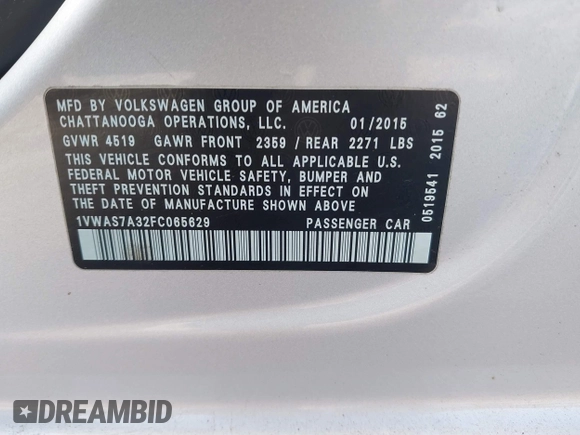 MFD BY VOLKSWAGEN GROUP OF AMERICA
CHATTANOOGA OPERATIONS, LLC. 01/2015
GVWR 4519 GAWR FRONT 2359 / REAR 2271 LBS
THIS VEHICLE CONFORMS TO ALL APPLICABLE U.S.
FEDERAL MOTOR VEHICLE SAFETY, BUMPER AND
THEFT PREVENTION STANDARDS IN EFFECT ON
THE DATE OF MANUFACTURE SHOWN ABOVE
1VWAS7A32FC065629 PASSENGER CAR
0519541 2015 62
DREAMBID